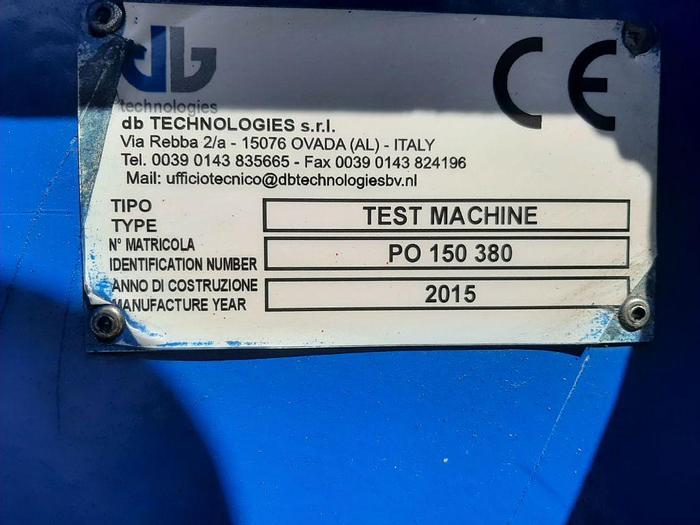 db
technologies
CE
db TECHNOLOGIES s.r.l.
Via Rebba 2/a - 15076 OVADA (AL) - ITALY
Tel. 0039 0143 835665 - Fax 0039 0143 824196
Mail: ufficiotecnico@dbtechnologiesbv.nl
TIPO
TYPE
TEST MACHINE
N° MATRICOLA
IDENTIFICATION NUMBER
PO 150 380
ANNO DI COSTRUZIONE
MANUFACTURE YEAR
2015